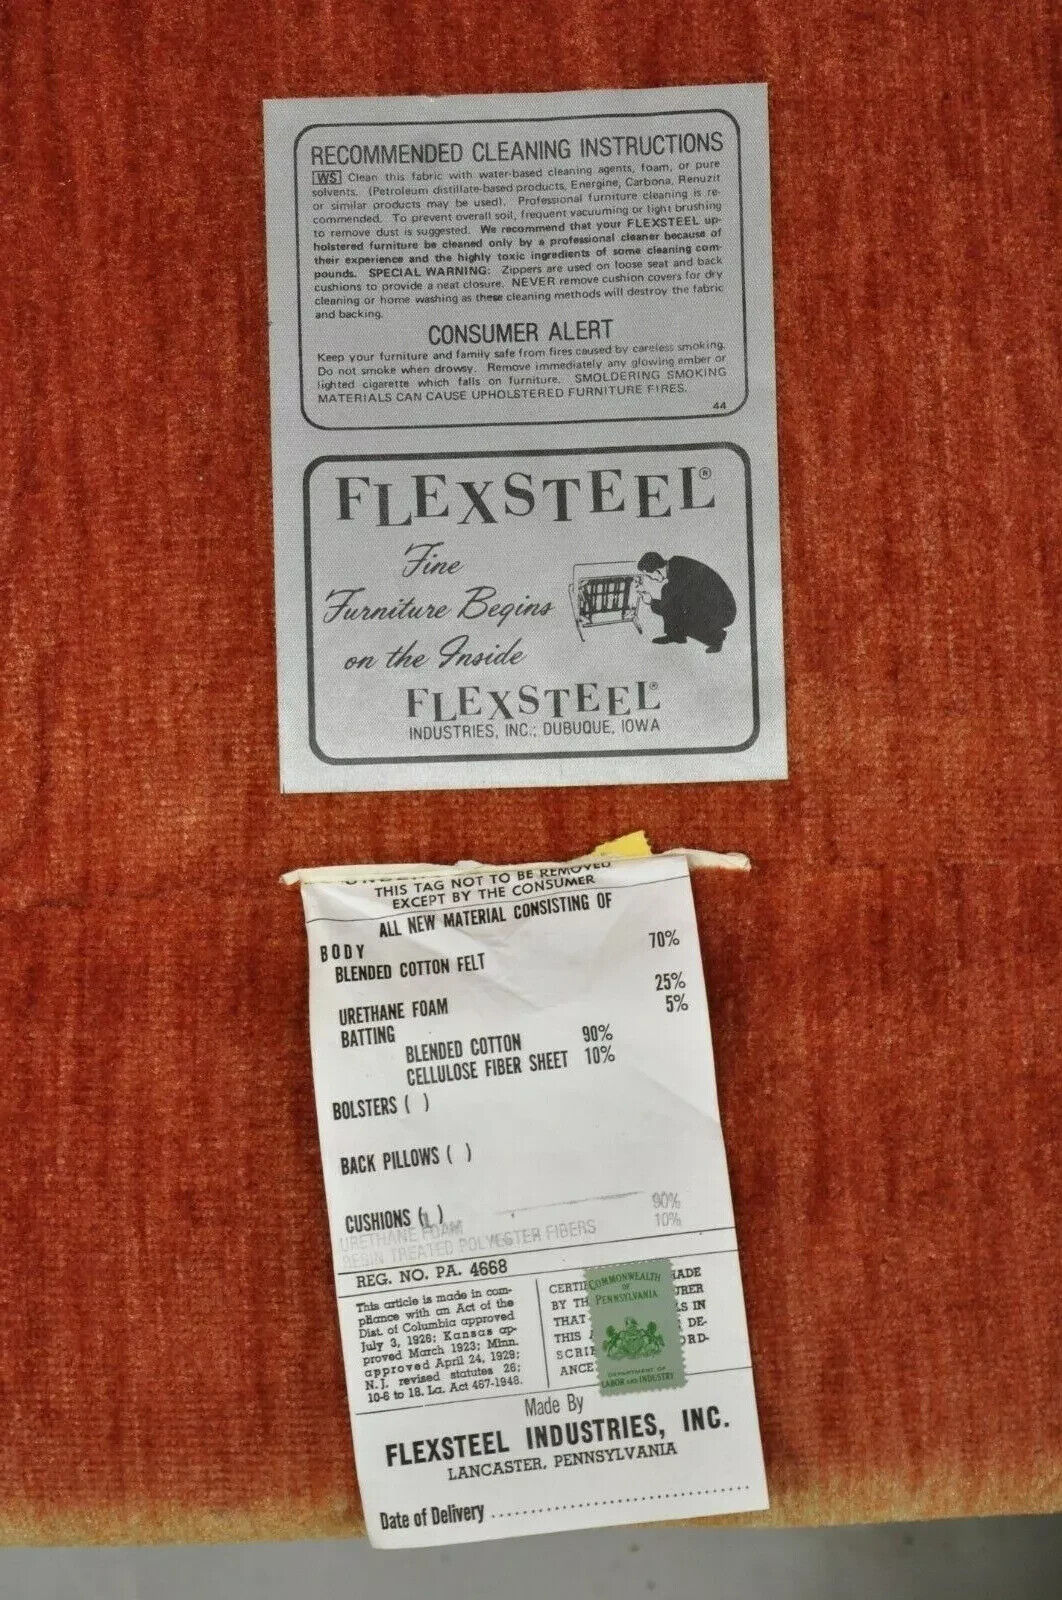 RECOMMENDED CLEANING INSTRUCTIONS
WS Clean this fabric with water-based cleaning agents, foam, or pure
solvents. (Petroleum distillate-based products, Energine, Carbona, Renuzit
or similar products may be used). Professional furniture cleaning is re-
commended. To prevent overall soil, frequent vacuuming or light brushing
to remove dust is suggested. We recommend that your FLEXSTEEL up-
holstered furniture be cleaned only by a professional cleaner because of
their experience and the highly toxic ingredients of some cleaning com-
pounds. SPECIAL WARNING: Zippers are used on loose seat and back
cushions to provide a neat closure. NEVER remove cushion covers for dry
cleaning or home washing as these cleaning methods will destroy the fabric
and backing.
CONSUMER ALERT
Keep your furniture and family safe from fires caused by careless smoking.
Do not smoke when drowsy. Remove immediately any glowing ember or
lighted cigarette which falls on furniture. SMOLDERING SMOKING
MATERIALS CAN CAUSE UPHOLSTERED FURNITURE FIRES.
44
FLEXSTEEL®
Fine
Furniture Begins
on the Inside
FLEXSTEEL®
INDUSTRIES, INC.; DUBUQUE, IOWA
THIS TAG NOT TO BE REMOVED
EXCEPT BY THE CONSUMER
ALL NEW MATERIAL CONSISTING OF
BODY
BLENDED COTTON FELT 70%
URETHANE FOAM 25%
BATTING 5%
BLENDED COTTON 90%
CELLULOSE FIBER SHEET 10%
BOLSTERS ( )
BACK PILLOWS ( )
CUSHIONS (1)
URETHANE FOAM 90%
RESIN TREATED POLYESTER FIBERS 10%
REG. NO. PA. 4668
This article is made in com-
pliance with an Act of the
Dist. of Columbia approved
July 3, 1926; Kansas ap-
proved March 1923; Minn.
approved April 24, 1929;
N.J. revised statutes 26;
10-6 to 18. La. Act 467-1948.
CERTI ADE
BY TH URER
THAT S IN
THIS DE-
SCRI ORD-
ANCE
COMMONWEALTH
OF
PENNSYLVANIA
DEPARTMENT OF
LABOR AND INDUSTRY
Made By
FLEXSTEEL INDUSTRIES, INC.
LANCASTER, PENNSYLVANIA
Date of Delivery ................................